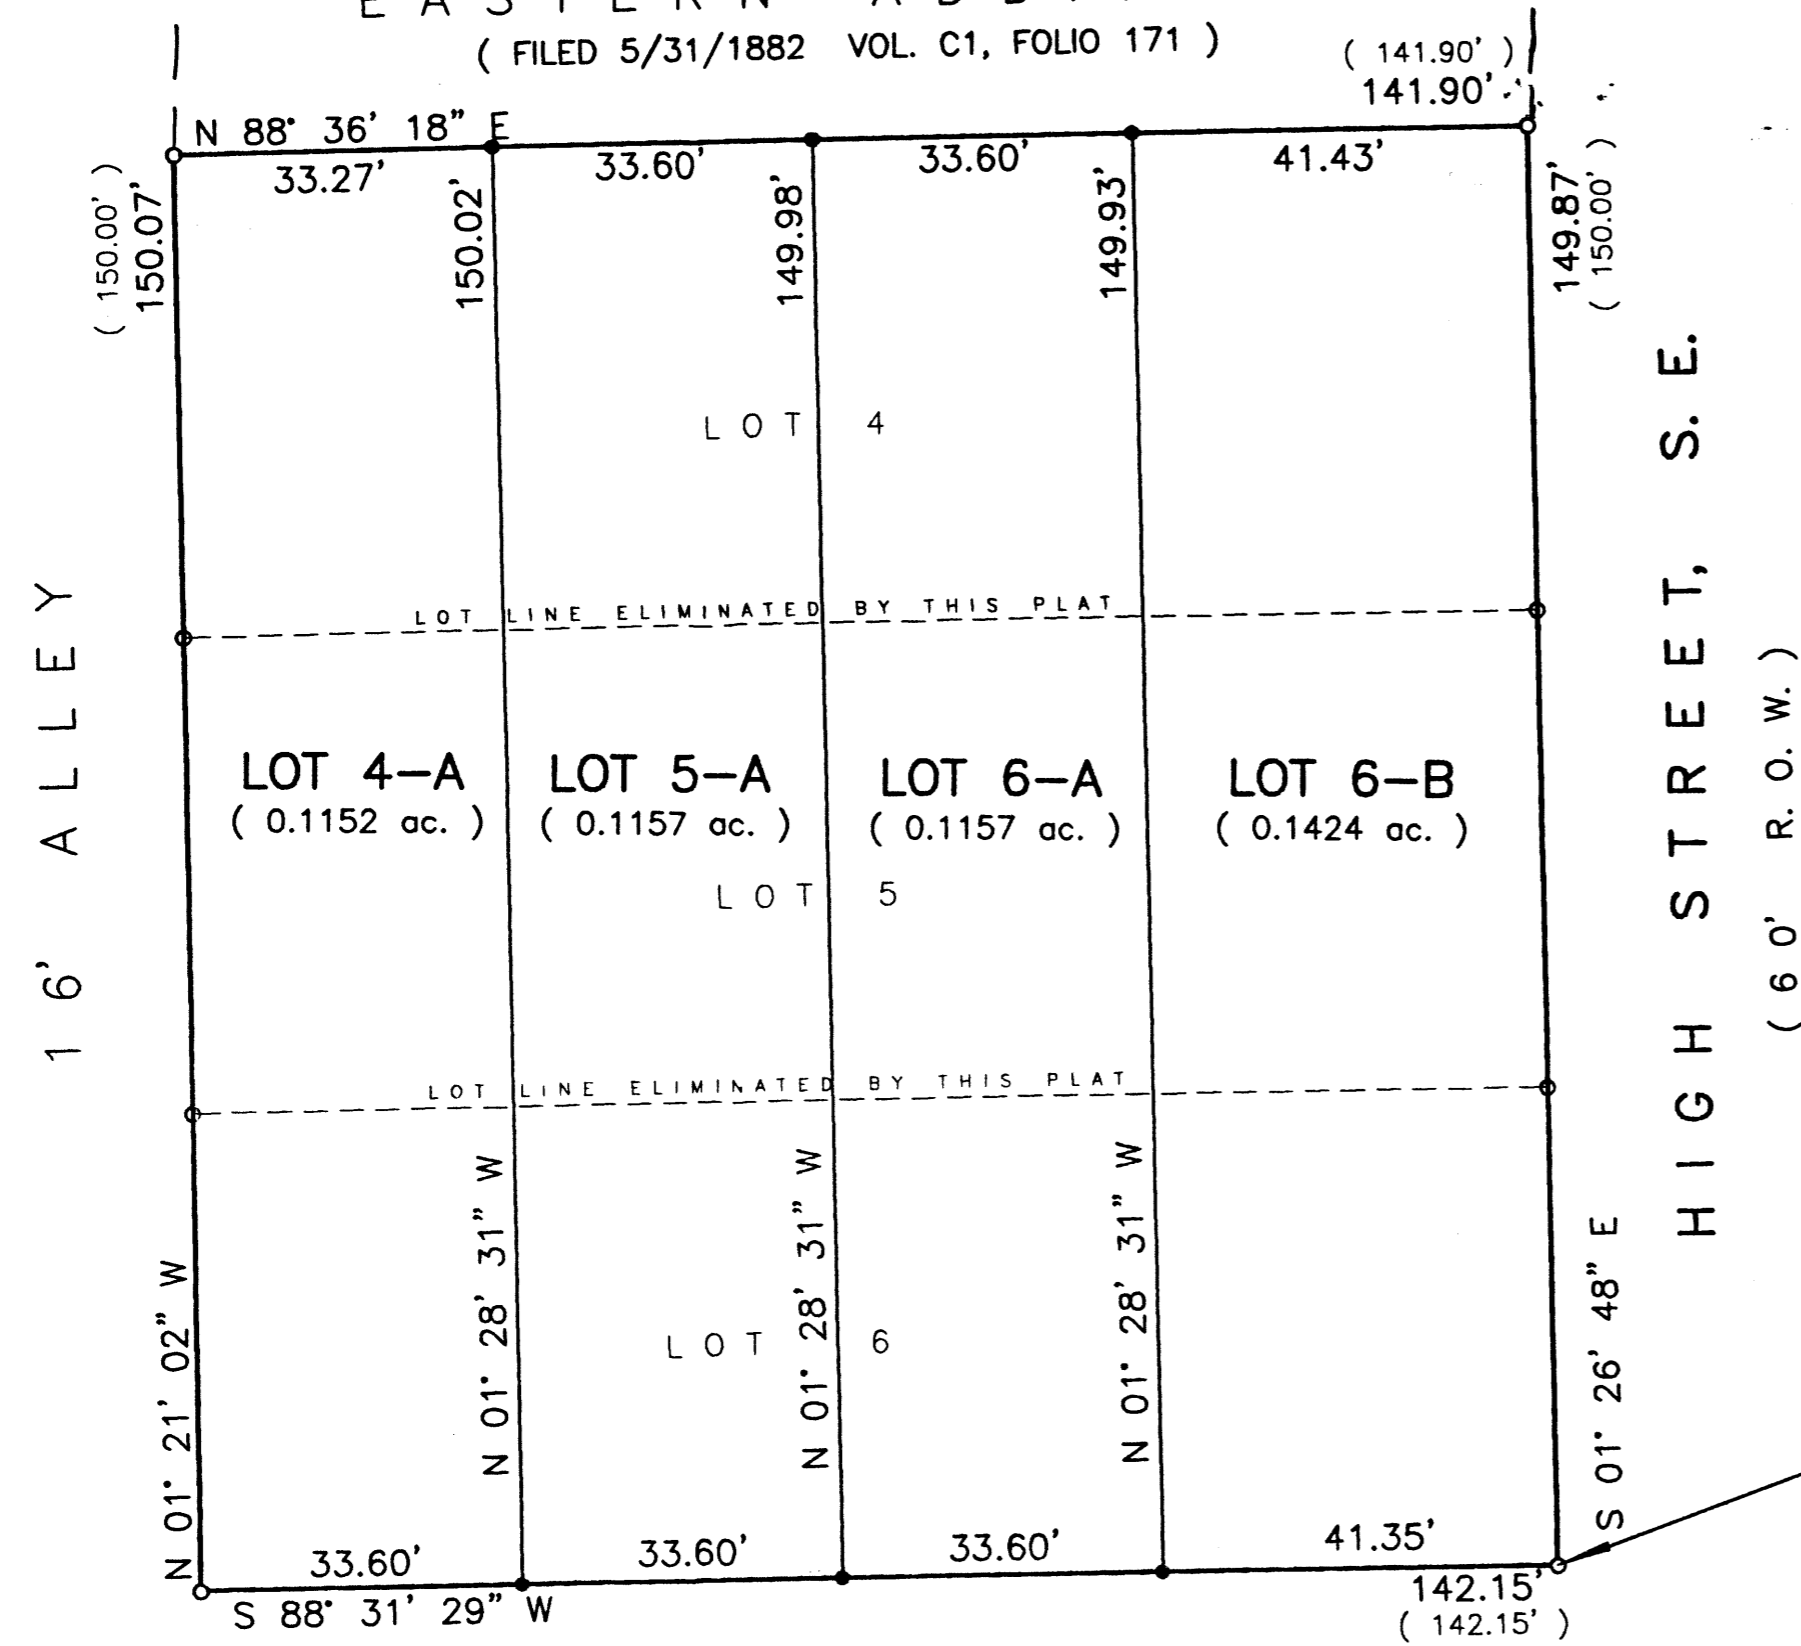 E A S T E R N
( FILED 5/31/1882 VOL. C1, FOLIO 171 )
( 141.90' )
141.90'
N 88° 36' 18" E
33.27'
33.60'
33.60'
41.43'
( 150.00' )
150.07'
150.02'
149.98'
149.93'
149.87'
( 150.00' )
LOT 4
LOT LINE ELIMINATED BY THIS PLAT
16' ALLEY
LOT 4-A
( 0.1152 ac. )
LOT 5-A
( 0.1157 ac. )
LOT 6-A
( 0.1157 ac. )
LOT 6-B
( 0.1424 ac. )
HIGH STREET, S. E.
( 60' R. O. W. )
LOT 5
LOT LINE ELIMINATED BY THIS PLAT
N 01° 21' 02" W
N 01° 28' 31" W
N 01° 28' 31" W
N 01° 28' 31" W
S 01° 26' 48" E
LOT 6
33.60'
33.60'
33.60'
41.35'
S 88° 31' 29" W
142.15'
( 142.15' )